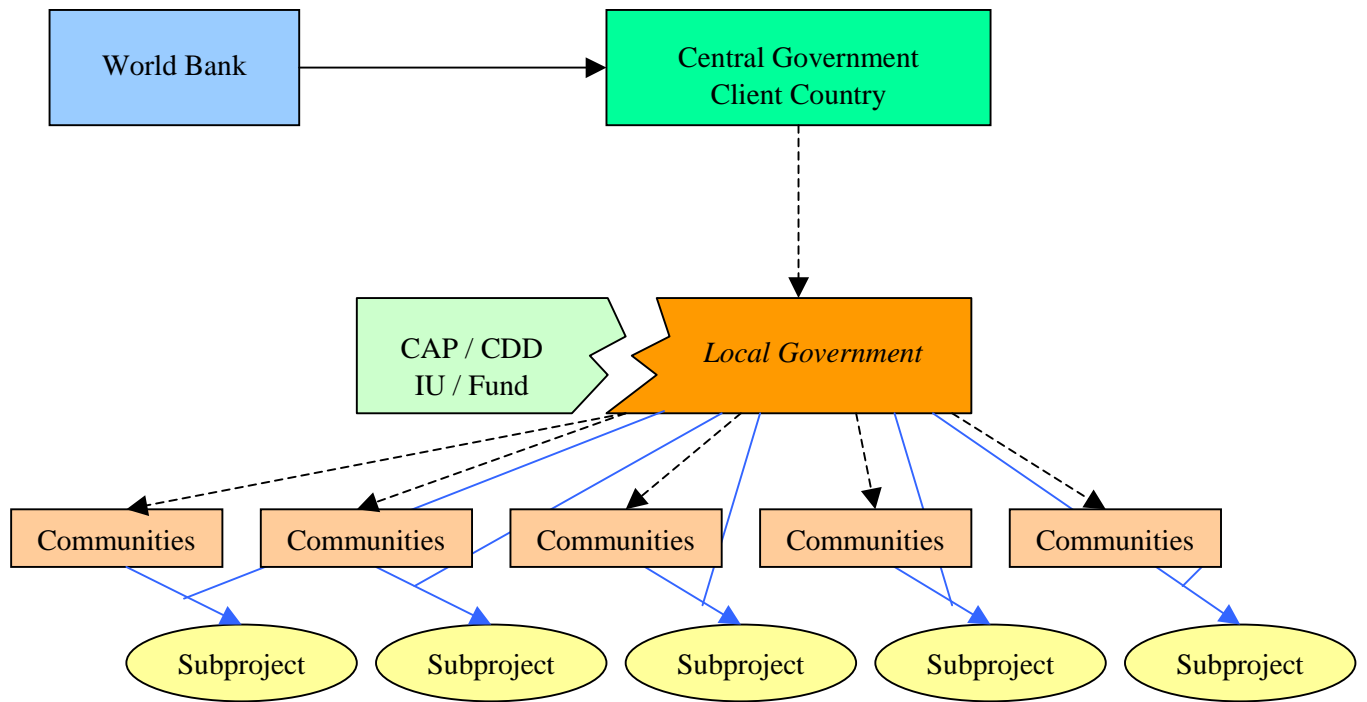 World Bank
Central Government
Client Country
CAP / CDD
IU / Fund
Local Government
Communities
Communities
Communities
Communities
Communities
Subproject
Subproject
Subproject
Subproject
Subproject